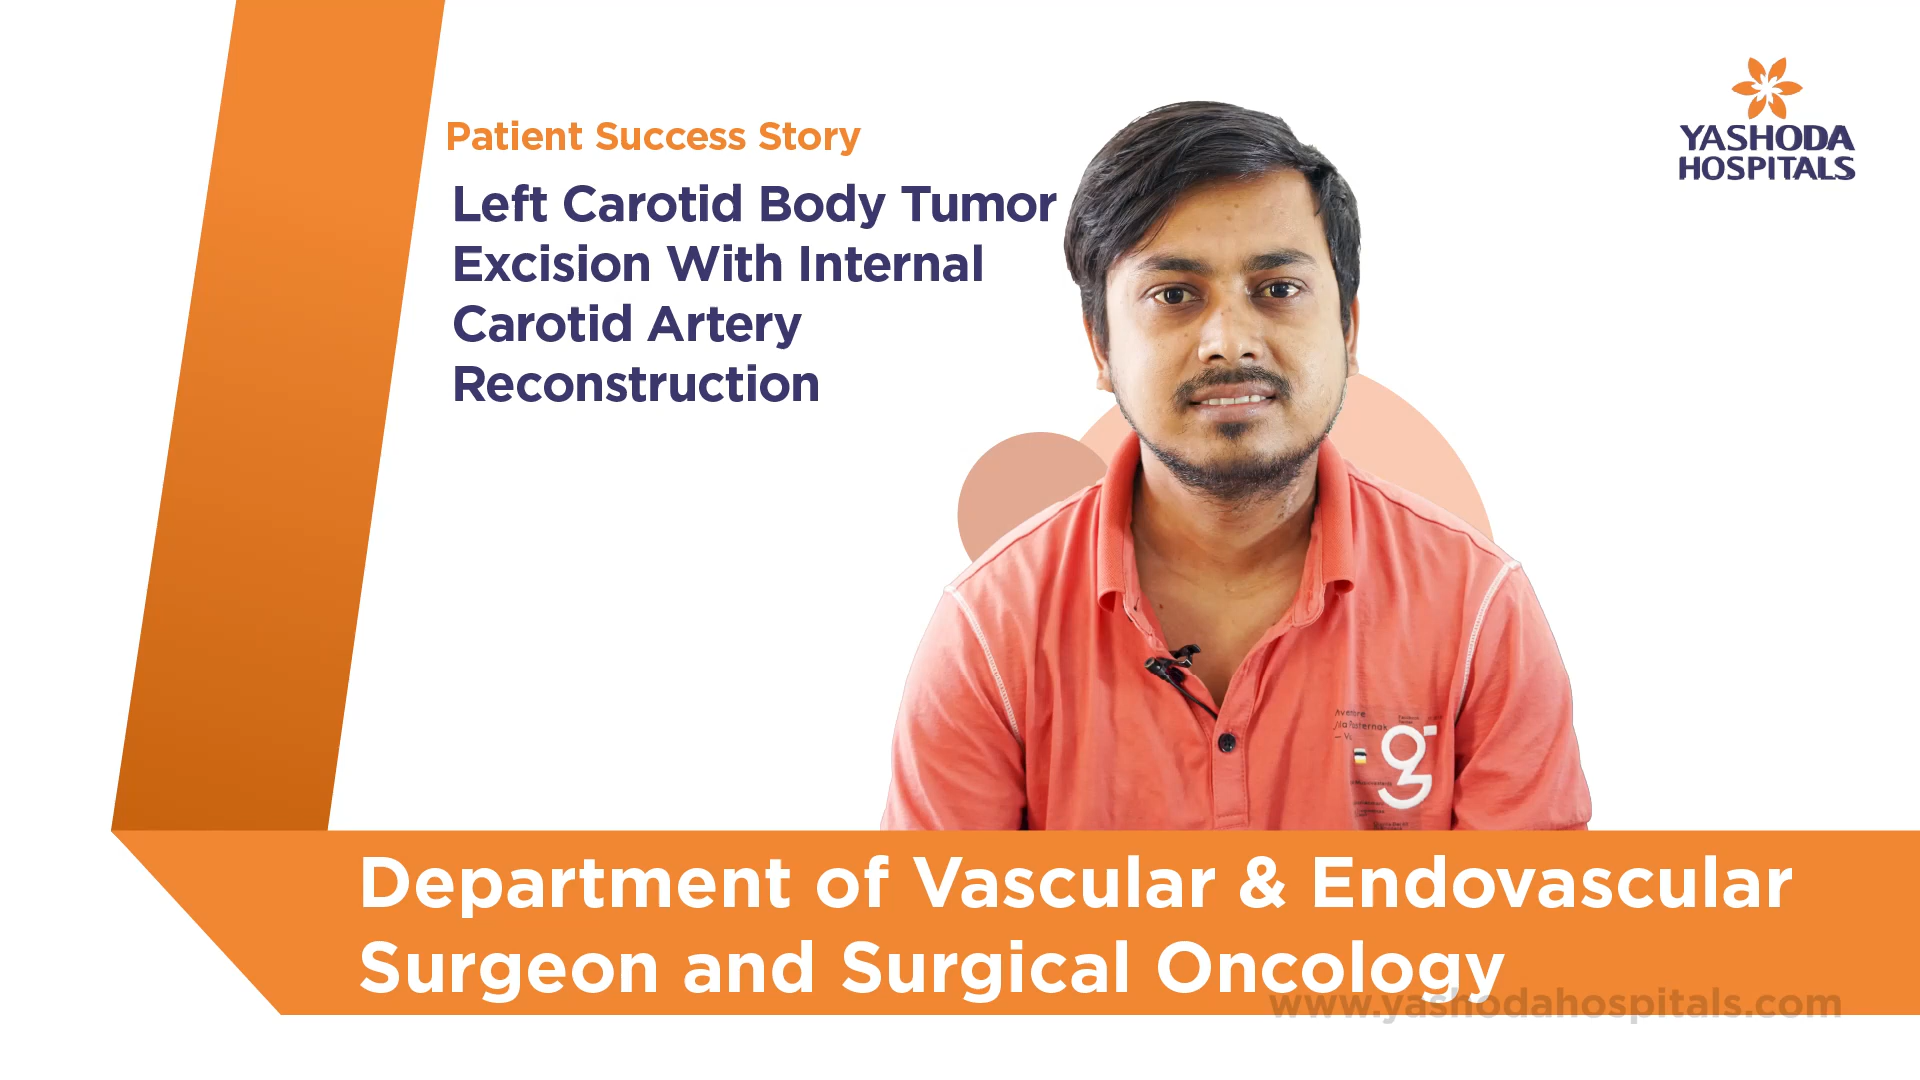 Patient Success Story
Left Carotid Body Tumor
Excision With Internal
Carotid Artery
Reconstruction
YASHODA
HOSPITALS
Department of Vascular & Endovascular
Surgeon and Surgical Oncology
www.yashodahospitals.com